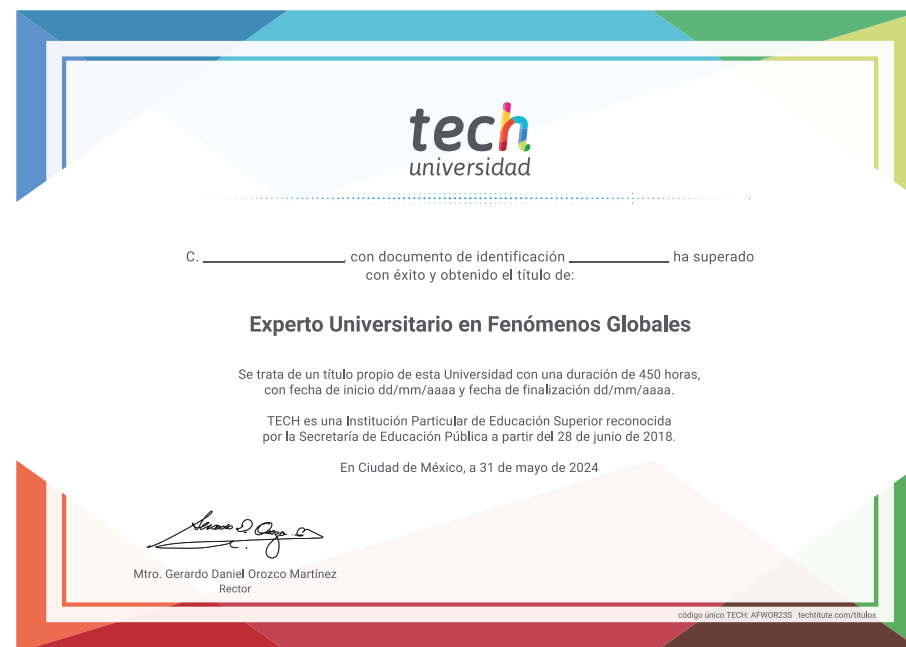 tech
universidad
C. ____________, con documento de identificación ____________ ha superado
con éxito y obtenido el título de:
Experto Universitario en Fenómenos Globales
Se trata de un título propio de esta Universidad con una duración de 450 horas,
con fecha de inicio dd/mm/aaaa y fecha de finalización dd/mm/aaaa.
TECH es una Institución Particular de Educación Superior reconocida
por la Secretaría de Educación Pública a partir del 28 de junio de 2018.
En Ciudad de México, a 31 de mayo de 2024
Mtro. Gerardo Daniel Orozco Martínez
Rector
código único TECH: AFWOR23S techtitute.com/titulos